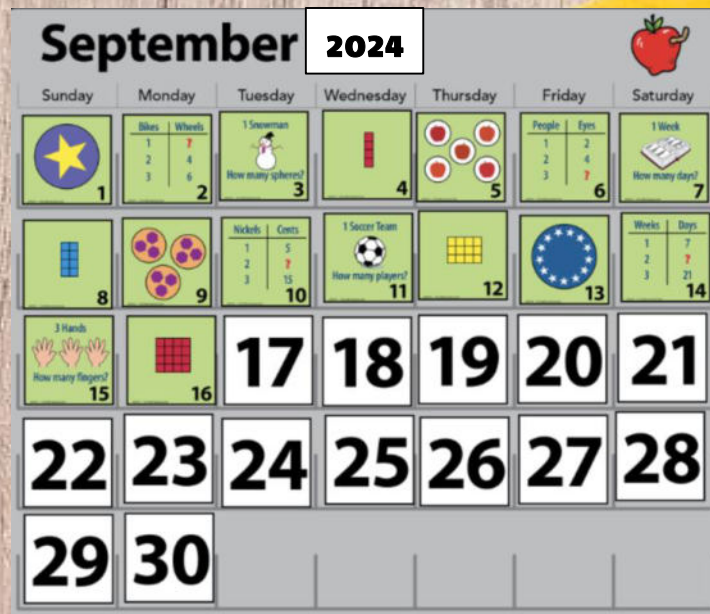 September 2024
Sunday Monday Tuesday Wednesday Thursday Friday Saturday
1
Bikes Wheels
1 ?
2 4
3 6
2
1 Snowman
How many spheres?
3
4
5
People Eyes
1 2
2 4
3 ?
6
1 Week
How many days?
7
8
9
Nickels Cents
1 5
2 ?
3 15
10
1 Soccer Team
How many players?
11
12
13
Weeks Days
1 7
2 ?
3 21
14
3 Hands
How many fingers?
15
16
17 18 19 20 21
22 23 24 25 26 27 28
29 30